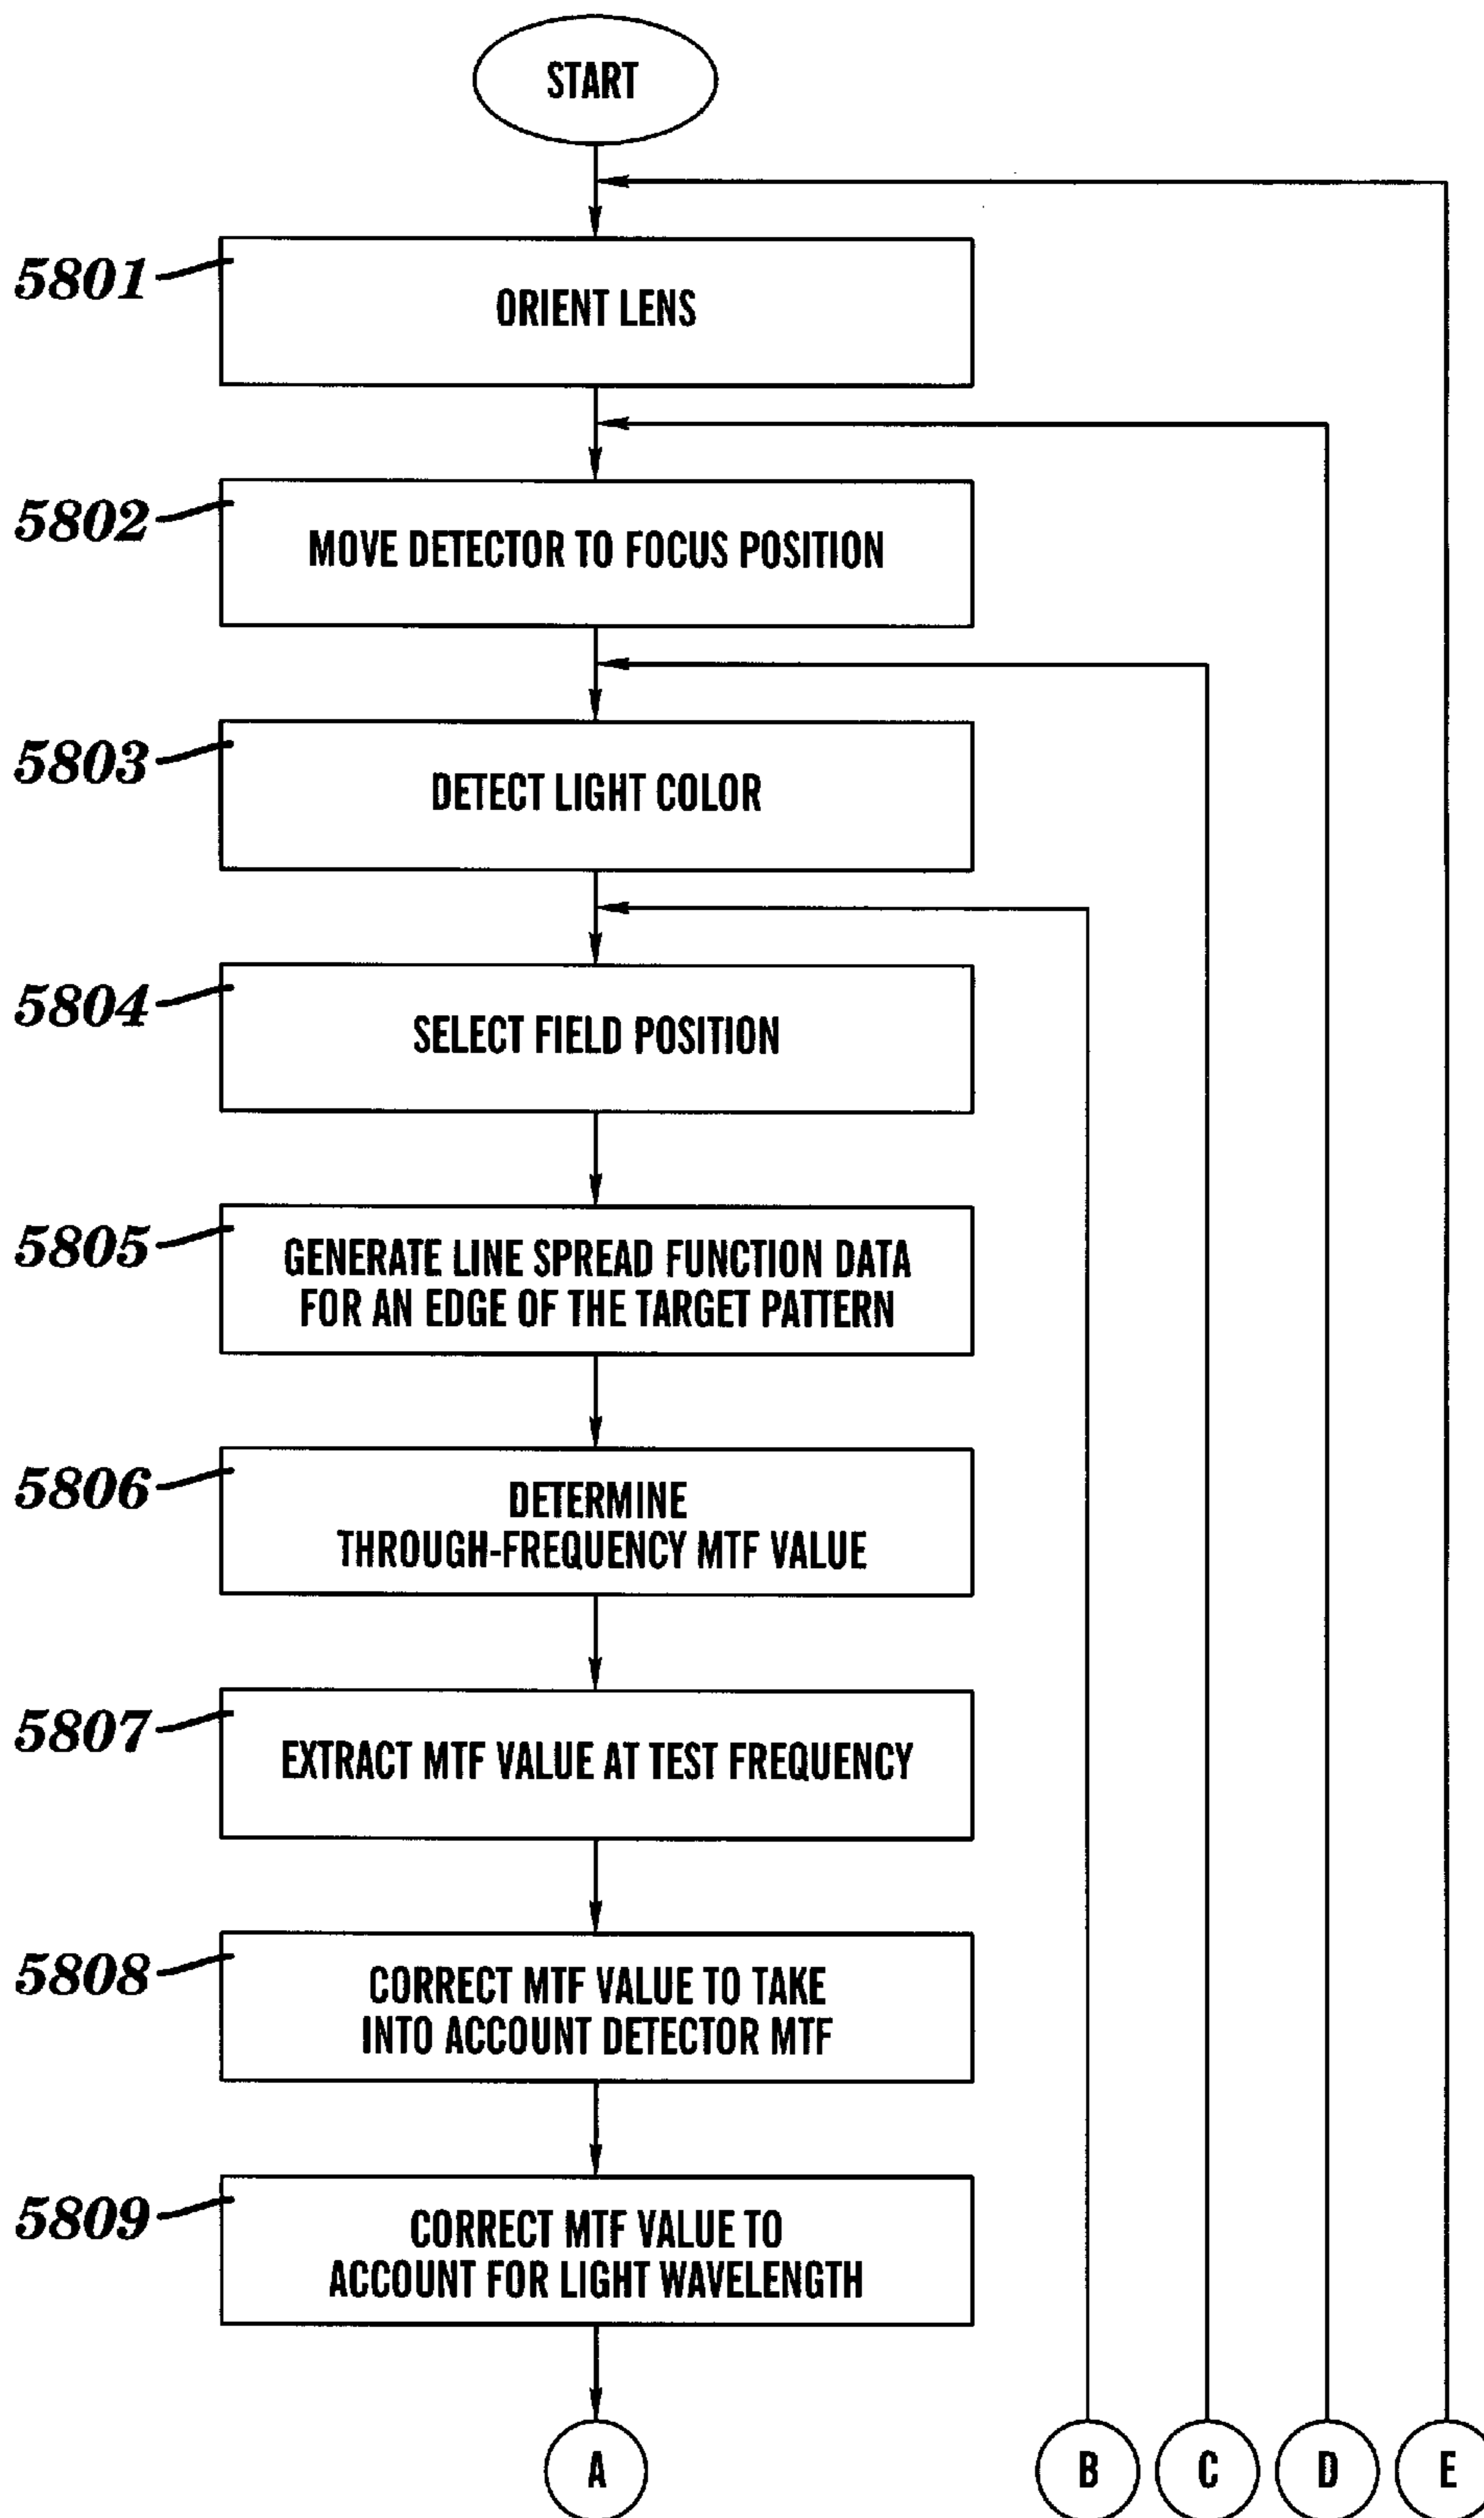 START
5801
ORIENT LENS
5802
MOVE DETECTOR TO FOCUS POSITION
5803
DETECT LIGHT COLOR
5804
SELECT FIELD POSITION
5805
GENERATE LINE SPREAD FUNCTION DATA
FOR AN EDGE OF THE TARGET PATTERN
5806
DETERMINE
THROUGH-FREQUENCY MTF VALUE
5807
EXTRACT MTF VALUE AT TEST FREQUENCY
5808
CORRECT MTF VALUE TO TAKE
INTO ACCOUNT DETECTOR MTF
5809
CORRECT MTF VALUE TO
ACCOUNT FOR LIGHT WAVELENGTH
A
B
C
D
E